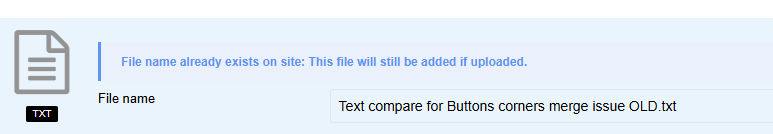 File name already exists on site: This file will still be added if uploaded.
TXT
File name
Text compare for Buttons corners merge issue OLD.txt